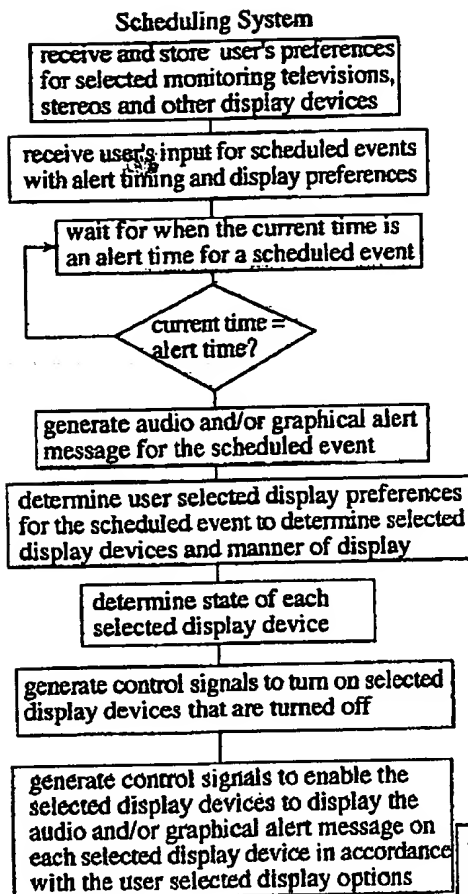 Scheduling System
receive and store user's preferences
for selected monitoring televisions,
stereos and other display devices
receive user's input for scheduled events
with alert timing and display preferences
wait for when the current time is
an alert time for a scheduled event
current time =
alert time?
generate audio and/or graphical alert
message for the scheduled event
determine user selected display preferences
for the scheduled event to determine selected
display devices and manner of display
determine state of each
selected display device
generate control signals to turn on selected
display devices that are turned off
generate control signals to enable the
selected display devices to display the
audio and/or graphical alert message on
each selected display device in accordance
with the user selected display options